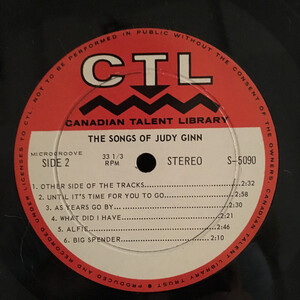 NOT TO BE PERFORMED IN PUBLIC WITHOUT THE CONSENT OF THE OWNERS, CANADIAN TALENT LIBRARY TRUST • PRODUCED AND RECORDED UNDER LICENSES TO CTL.
CTL
CANADIAN TALENT LIBRARY
THE SONGS OF JUDY GINN
MICROGROOVE
SIDE 2
33 1/3
RPM
STEREO
S-5090
1. OTHER SIDE OF THE TRACKS.........2:32
2. UNTIL IT'S TIME FOR YOU TO GO...2:58
3. AS YEARS GO BY...........2:30
4. WHAT DID I HAVE...........2:33
5. ALFIE...........2:46
6. BIG SPENDER...........2:10